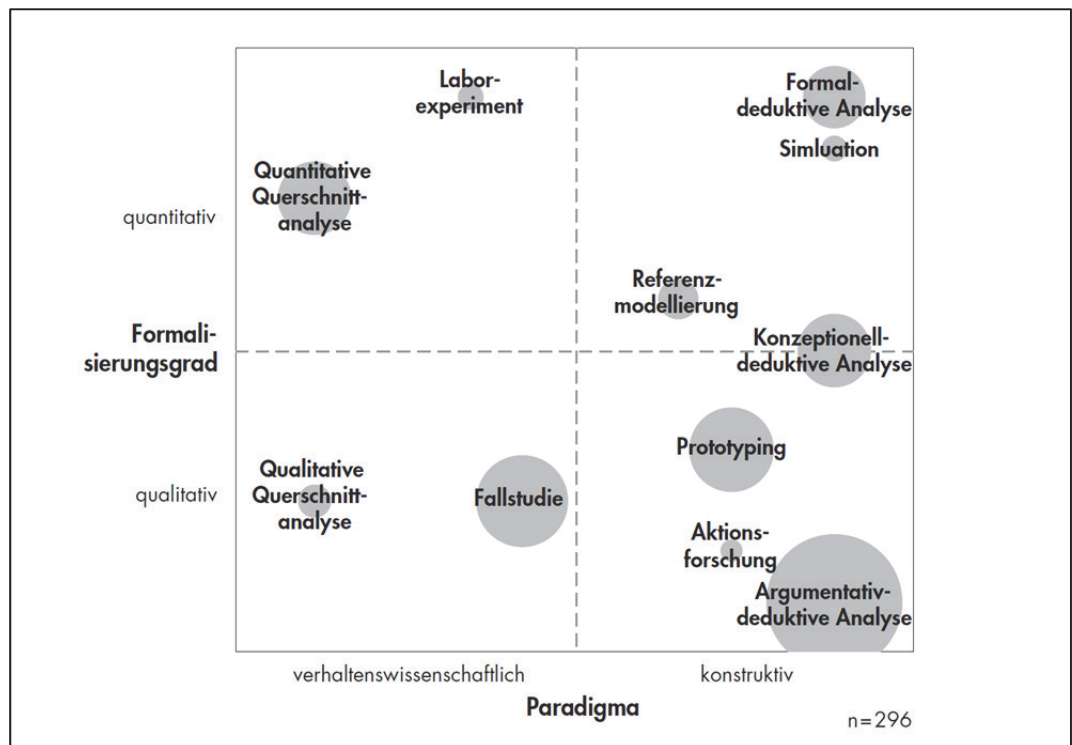 Labor-
experiment
Formal-
deduktive Analyse
Simluation
Quantitative
Querschnitt-
analyse
quantitativ
Referenz-
modellierung
Formali-
sierungsgrad
Konzeptionell-
deduktive Analyse
Prototyping
qualitativ
Qualitative
Querschnitt-
analyse
Fallstudie
Aktions-
forschung
Argumentativ-
deduktive Analyse
verhaltenswissenschaftlich
konstruktiv
Paradigma
n=296